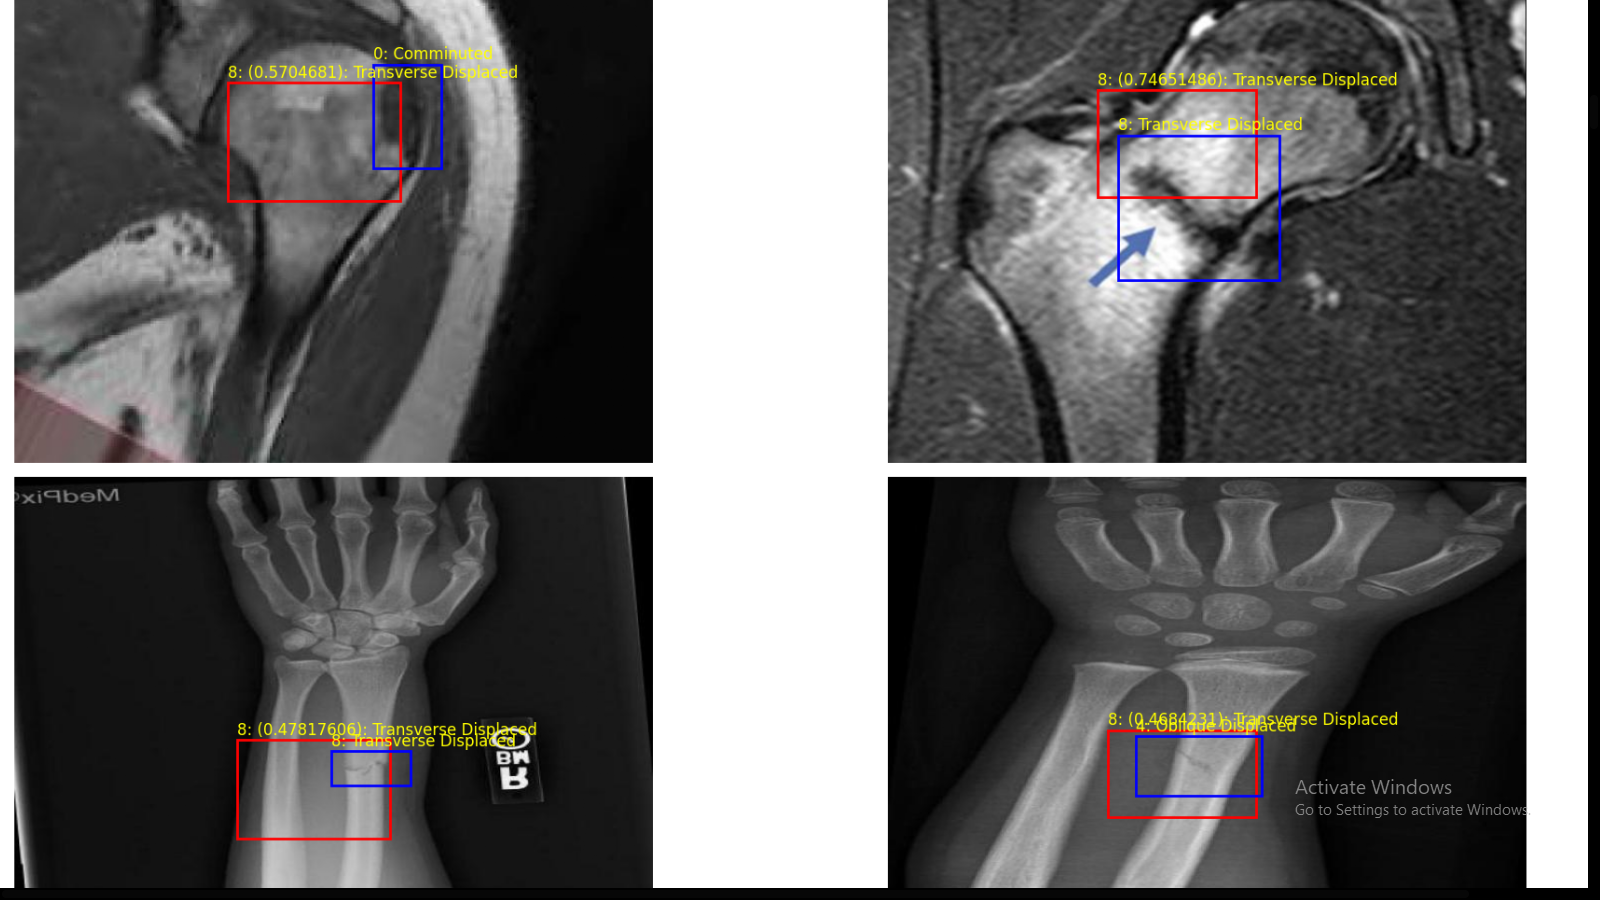 0: Comminuted
8: (0.5704681): Transverse Displaced
8: (0.74651486): Transverse Displaced
8: Transverse Displaced
MedPix
8: (0.47817606): Transverse Displaced
8: Transverse Displaced
BM
R
8: (0.4684231): Transverse Displaced
4: Oblique Displaced
Activate Windows
Go to Settings to activate Windows.